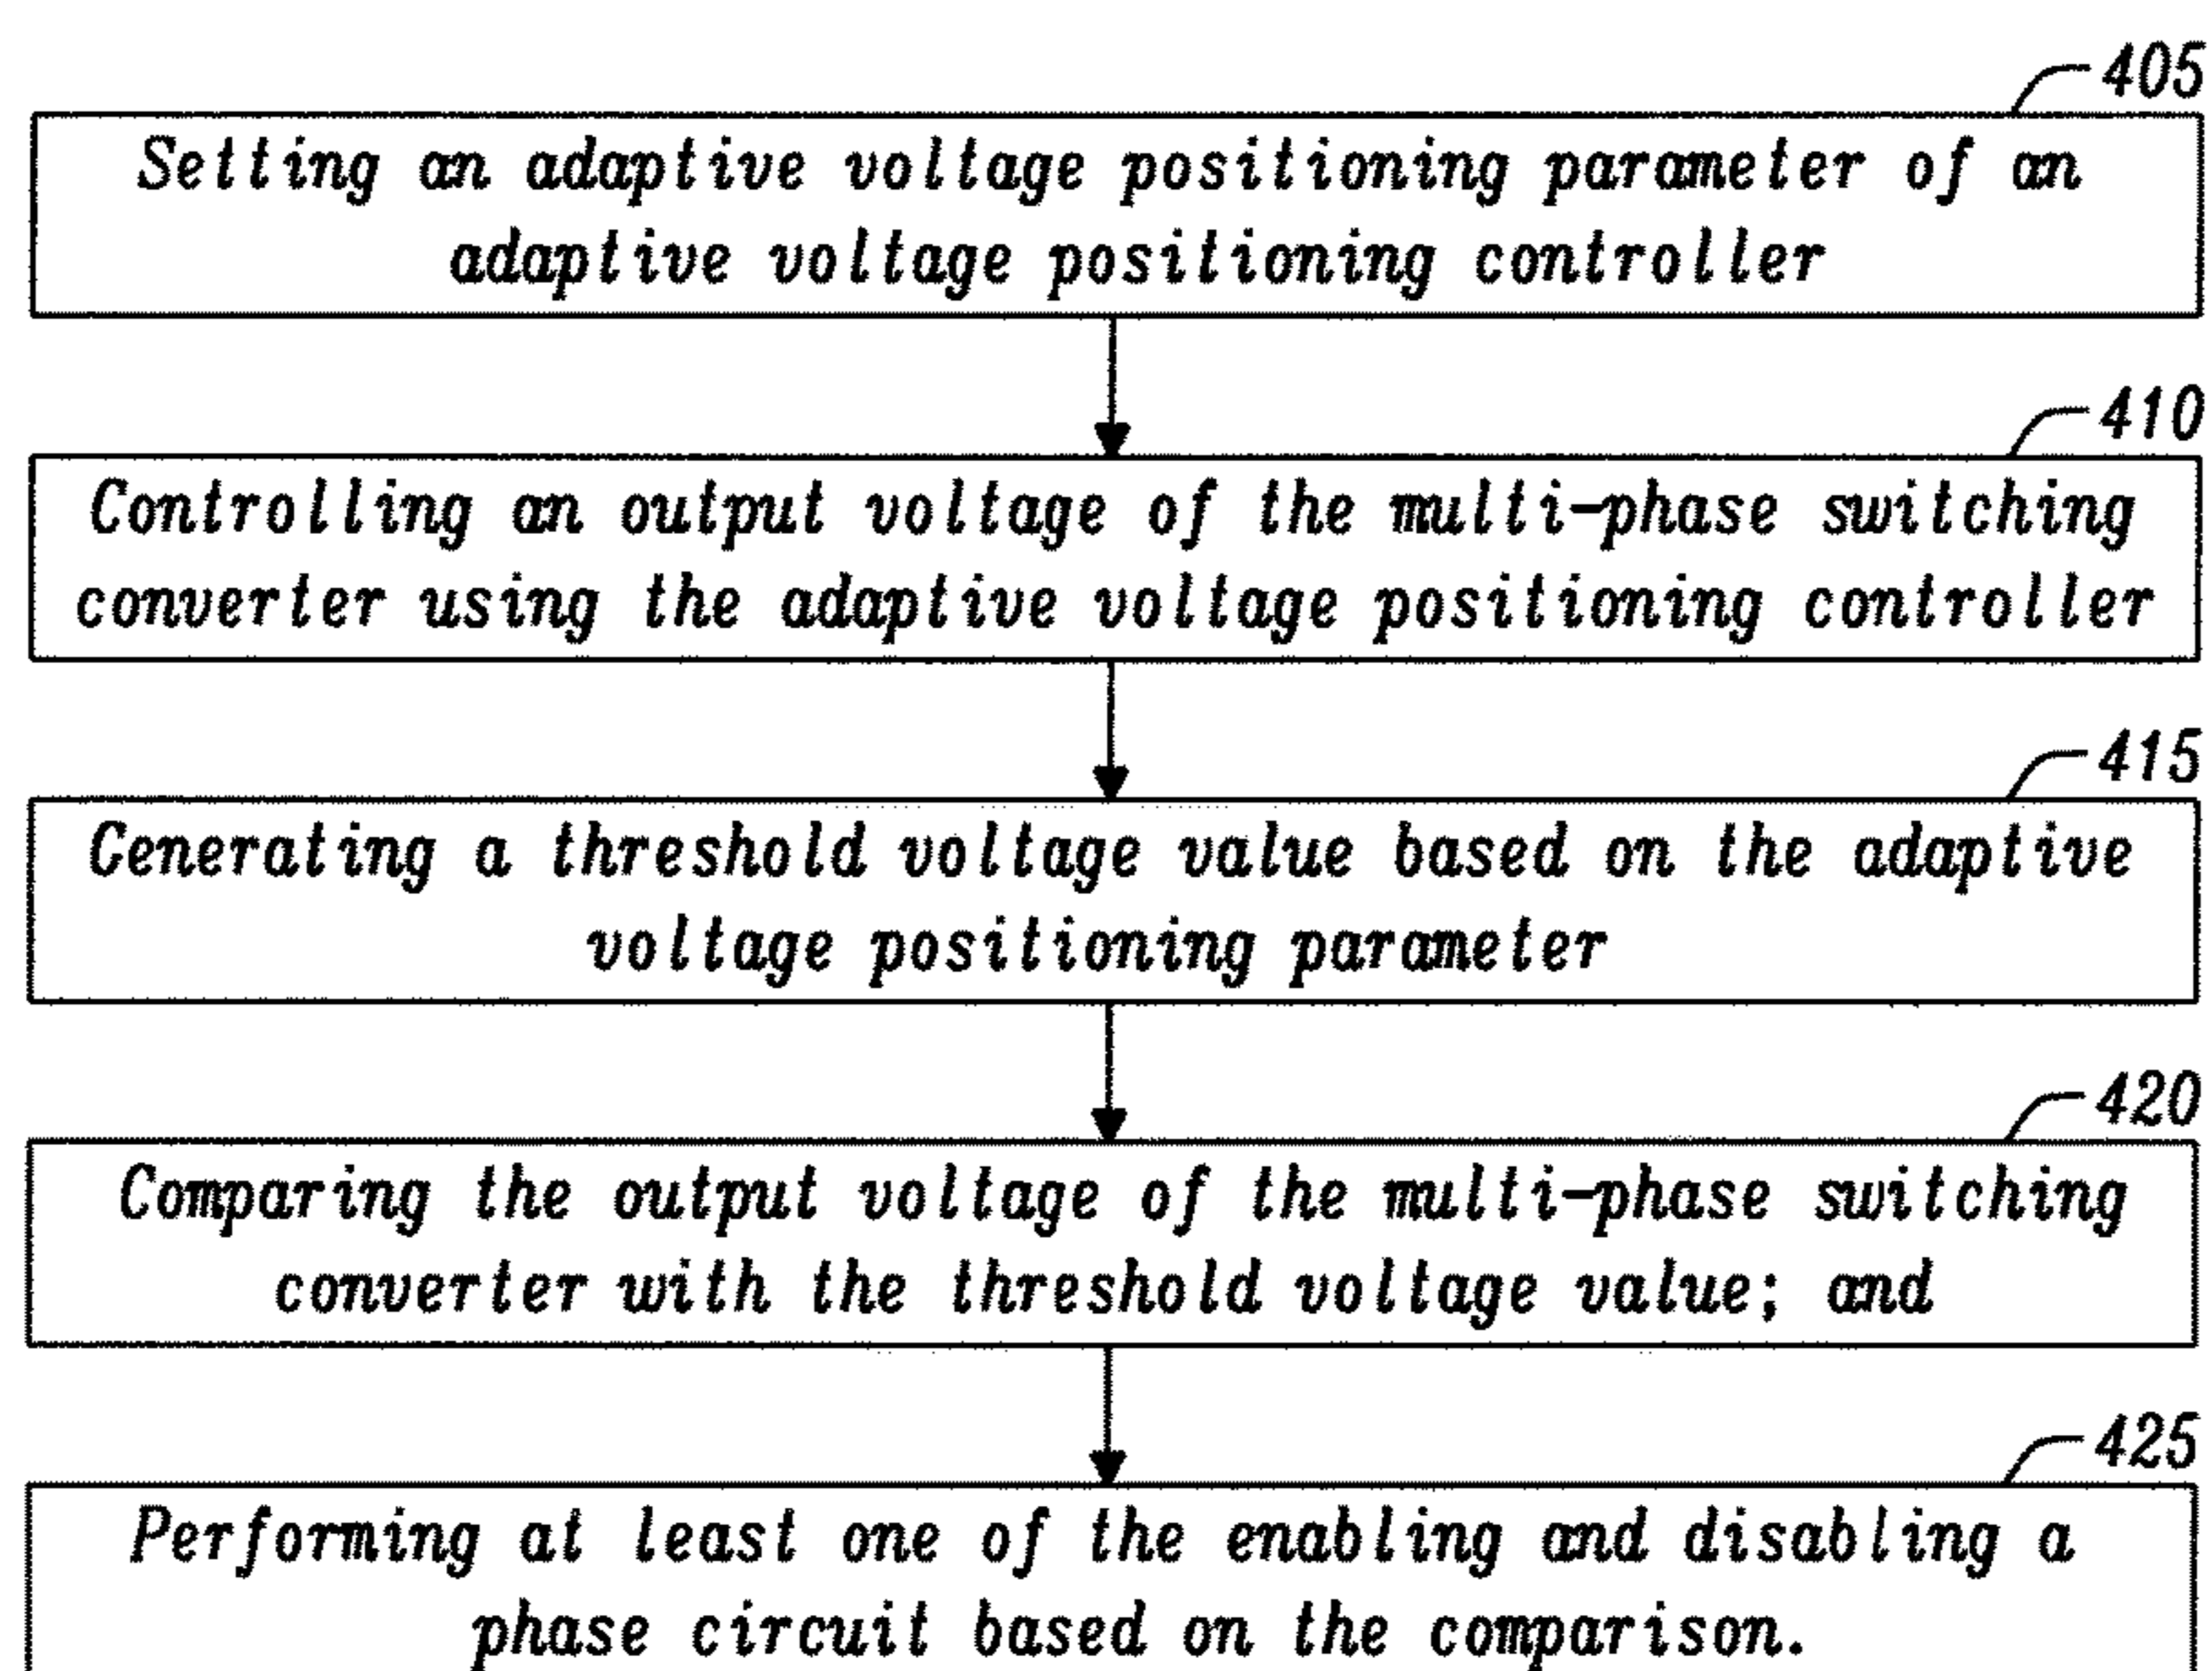 405
Setting an adaptive voltage positioning parameter of an
adaptive voltage positioning controller
410
Controlling an output voltage of the multi-phase switching
converter using the adaptive voltage positioning controller
415
Generating a threshold voltage value based on the adaptive
voltage positioning parameter
420
Comparing the output voltage of the multi-phase switching
converter with the threshold voltage value; and
425
Performing at least one of the enabling and disabling a
phase circuit based on the comparison.